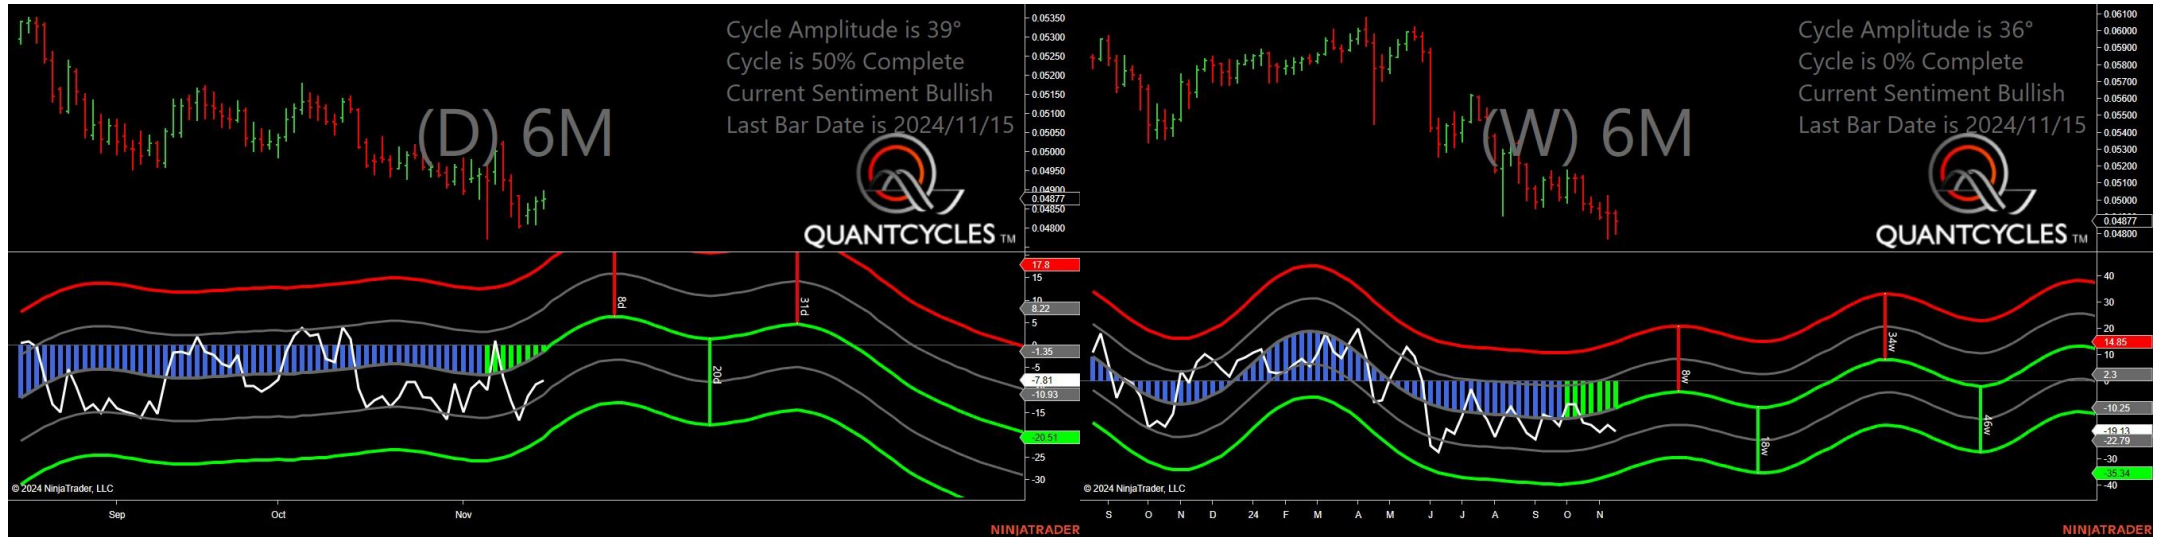 Cycle Amplitude is 39°
Cycle is 50% Complete
Current Sentiment Bullish
Last Bar Date is 2024/11/15
(D) 6M
QUANTCYCLES TM
0.05350
0.05300
0.05250
0.05200
0.05150
0.05100
0.05050
0.05000
0.04950
0.04900
0.04877
0.04850
0.04800
17.8
15
10
8.22
5
0
-1.35
-5
-7.81
-10.93
-15
-20.51
-25
-30
8d
20d
31d
© 2024 NinjaTrader, LLC
Sep
Oct
Nov
NINJATRADER
Cycle Amplitude is 36°
Cycle is 0% Complete
Current Sentiment Bullish
Last Bar Date is 2024/11/15
(W) 6M
QUANTCYCLES TM
0.06100
0.06000
0.05900
0.05800
0.05700
0.05600
0.05500
0.05400
0.05300
0.05200
0.05100
0.05000
0.04877
0.04800
40
30
20
14.85
10
2.3
0
-10.25
-19.13
-22.79
-30
-35.34
-40
8w
18w
34w
46w
© 2024 NinjaTrader, LLC
S
O
N
D
24
F
M
A
M
J
J
A
S
O
N
NINJATRADER